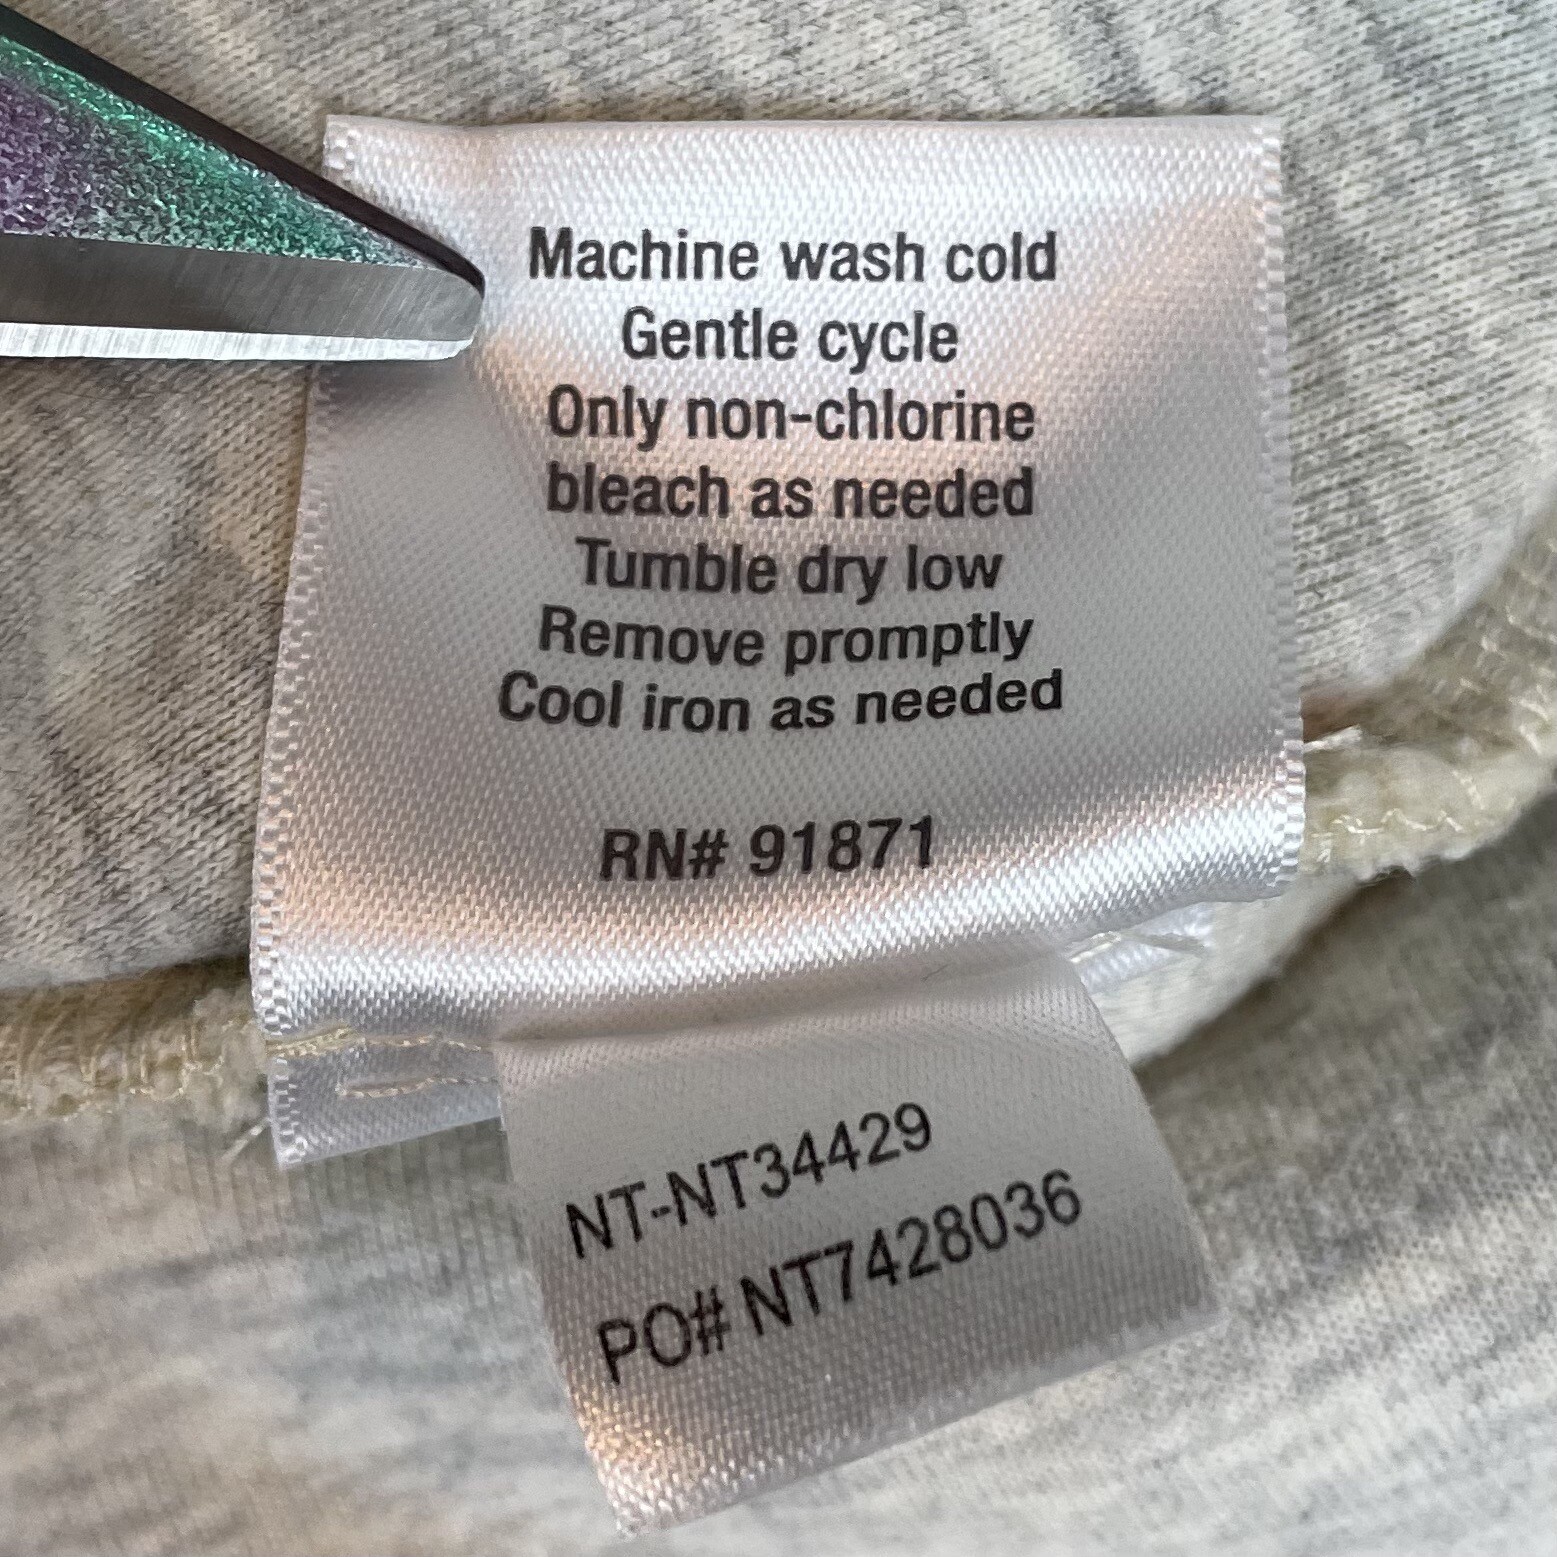 Machine wash cold
Gentle cycle
Only non-chlorine
bleach as needed
Tumble dry low
Remove promptly
Cool iron as needed
RN# 91871
NT-NT34429
PO# NT7428036